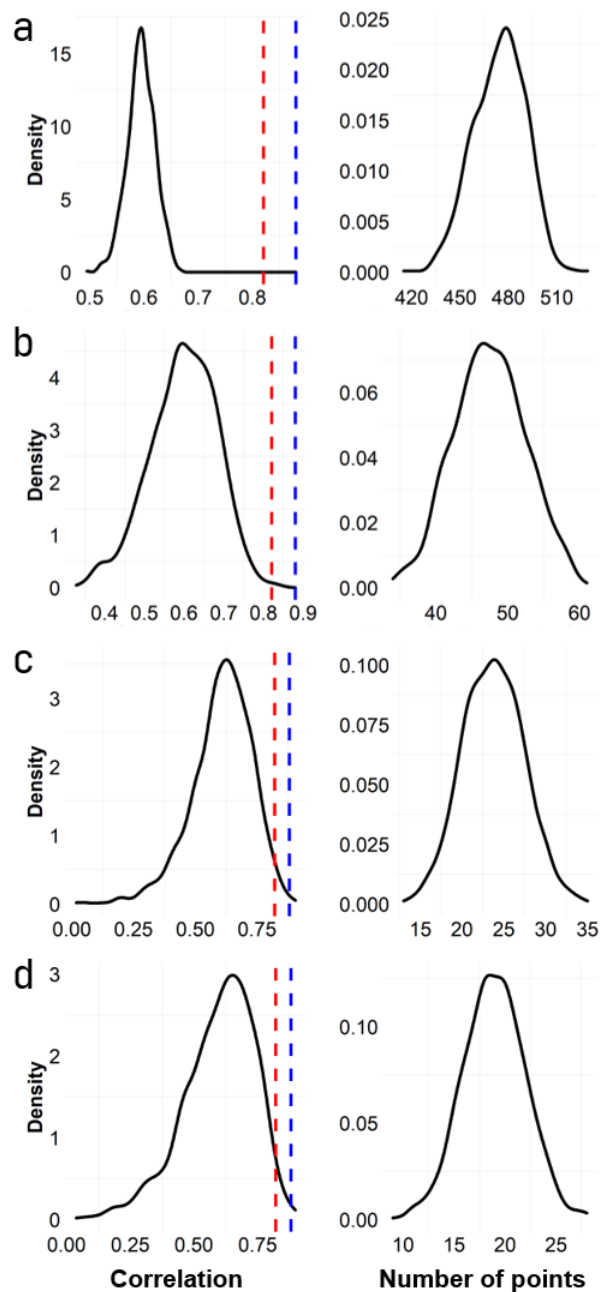 a
15
10
5
0
Density
0.5 0.6 0.7 0.8
0.025
0.020
0.015
0.010
0.005
0.000
420 450 480 510
b
4
3
2
1
0
Density
0.4 0.5 0.6 0.7 0.8 0.9
0.06
0.04
0.02
0.00
40 50 60
c
3
2
1
0
Density
0.00 0.25 0.50 0.75
0.100
0.075
0.050
0.025
0.000
15 20 25 30 35
d
3
2
1
0
Density
0.00 0.25 0.50 0.75
0.10
0.05
0.00
10 15 20 25
Correlation
Number of points